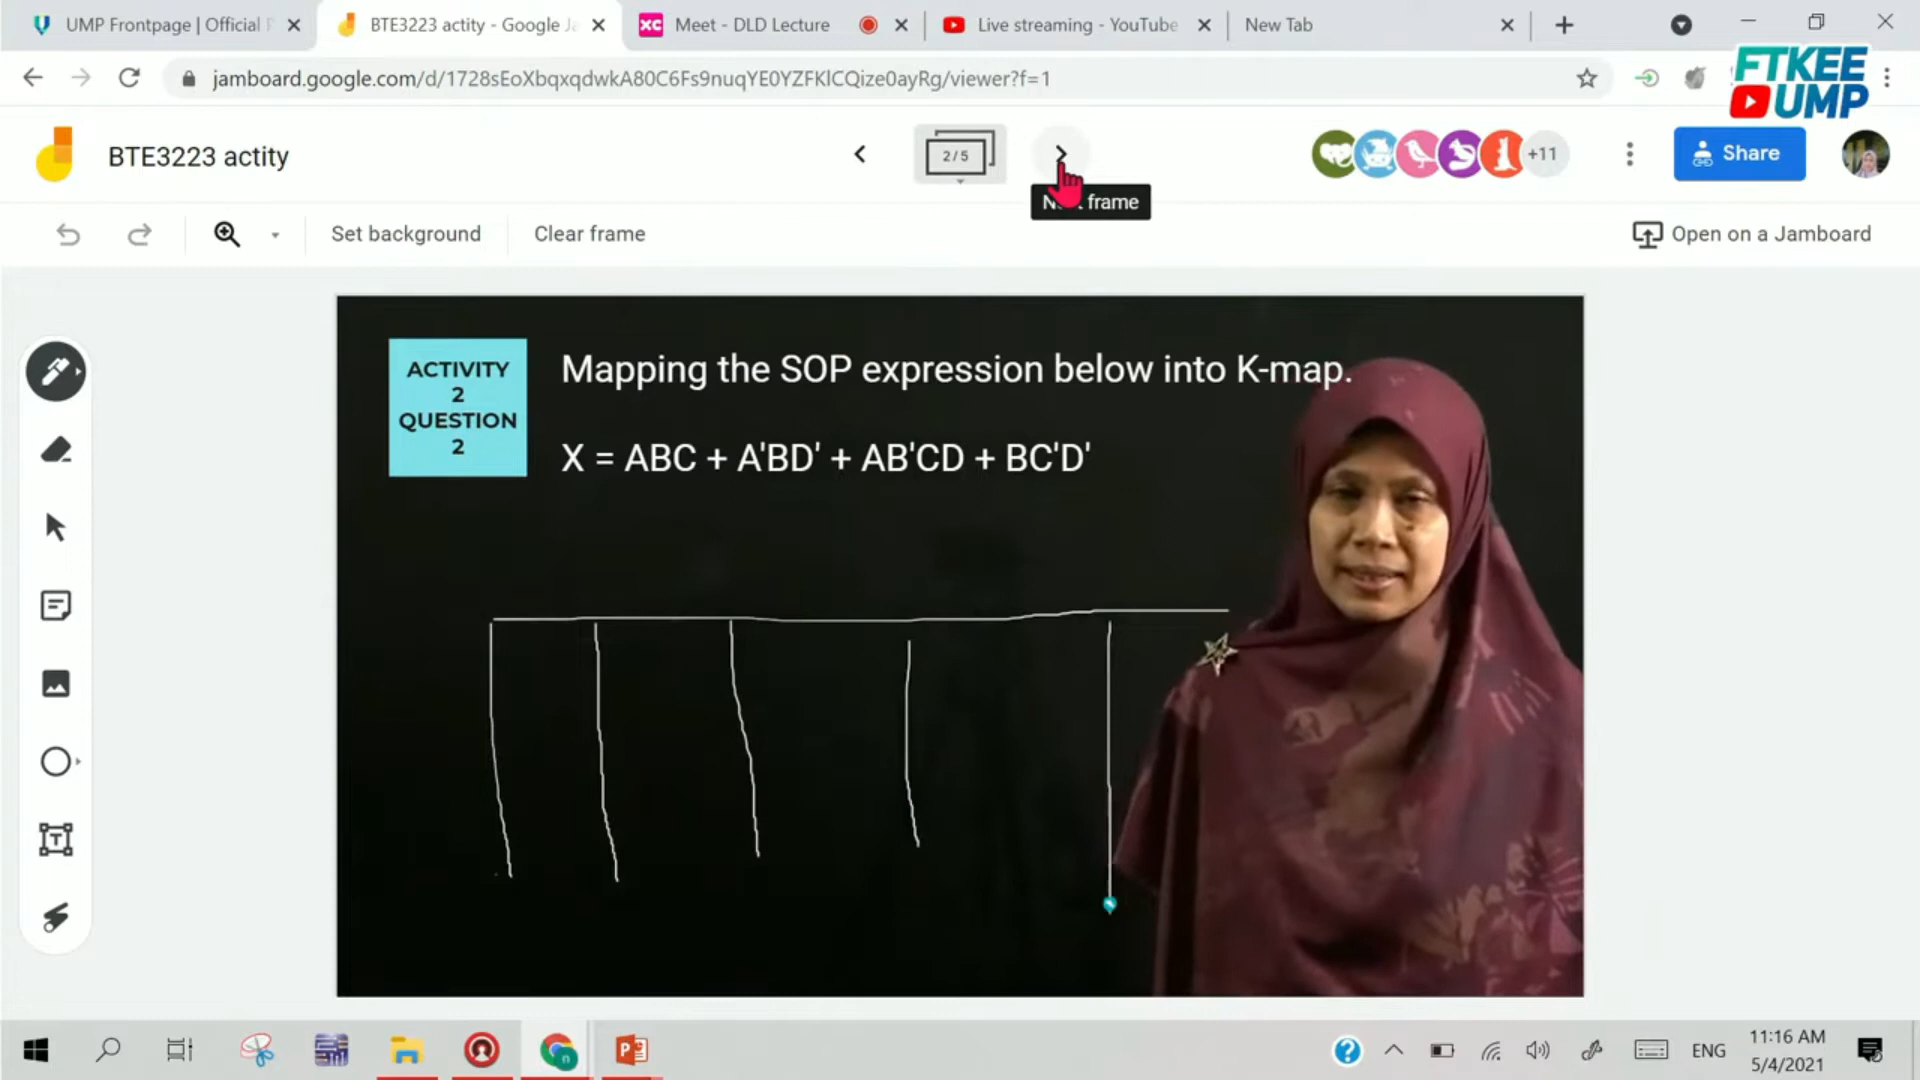 UMP Frontpage | Official P
BTE3223 actity - Google Ja
XC
Meet - DLD Lecture
Live streaming - YouTube
New Tab
jamboard.google.com/d/1728sEoXbqxqdwkA80C6Fs9nuqYE0YZFKlCQize0ayRg/viewer?f=1
FTKEE
UMP
BTE3223 actity
2/5
+11
Share
frame
Set background
Clear frame
Open on a Jamboard
ACTIVITY
2
QUESTION
2
Mapping the SOP expression below into K-map.
X = ABC + A'BD' + AB'CD + BC'D'
ENG
11:16 AM
5/4/2021